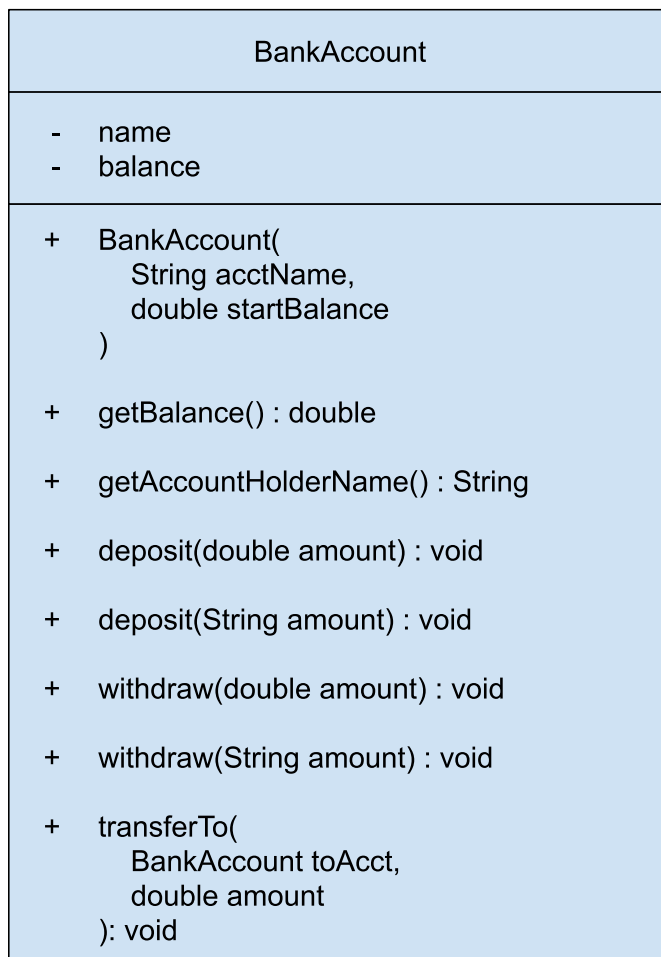 BankAccount
- name
- balance
+ BankAccount(
String acctName,
double startBalance
)
+ getBalance() : double
+ getAccountHolderName() : String
+ deposit(double amount) : void
+ deposit(String amount) : void
+ withdraw(double amount) : void
+ withdraw(String amount) : void
+ transferTo(
BankAccount toAcct,
double amount
): void